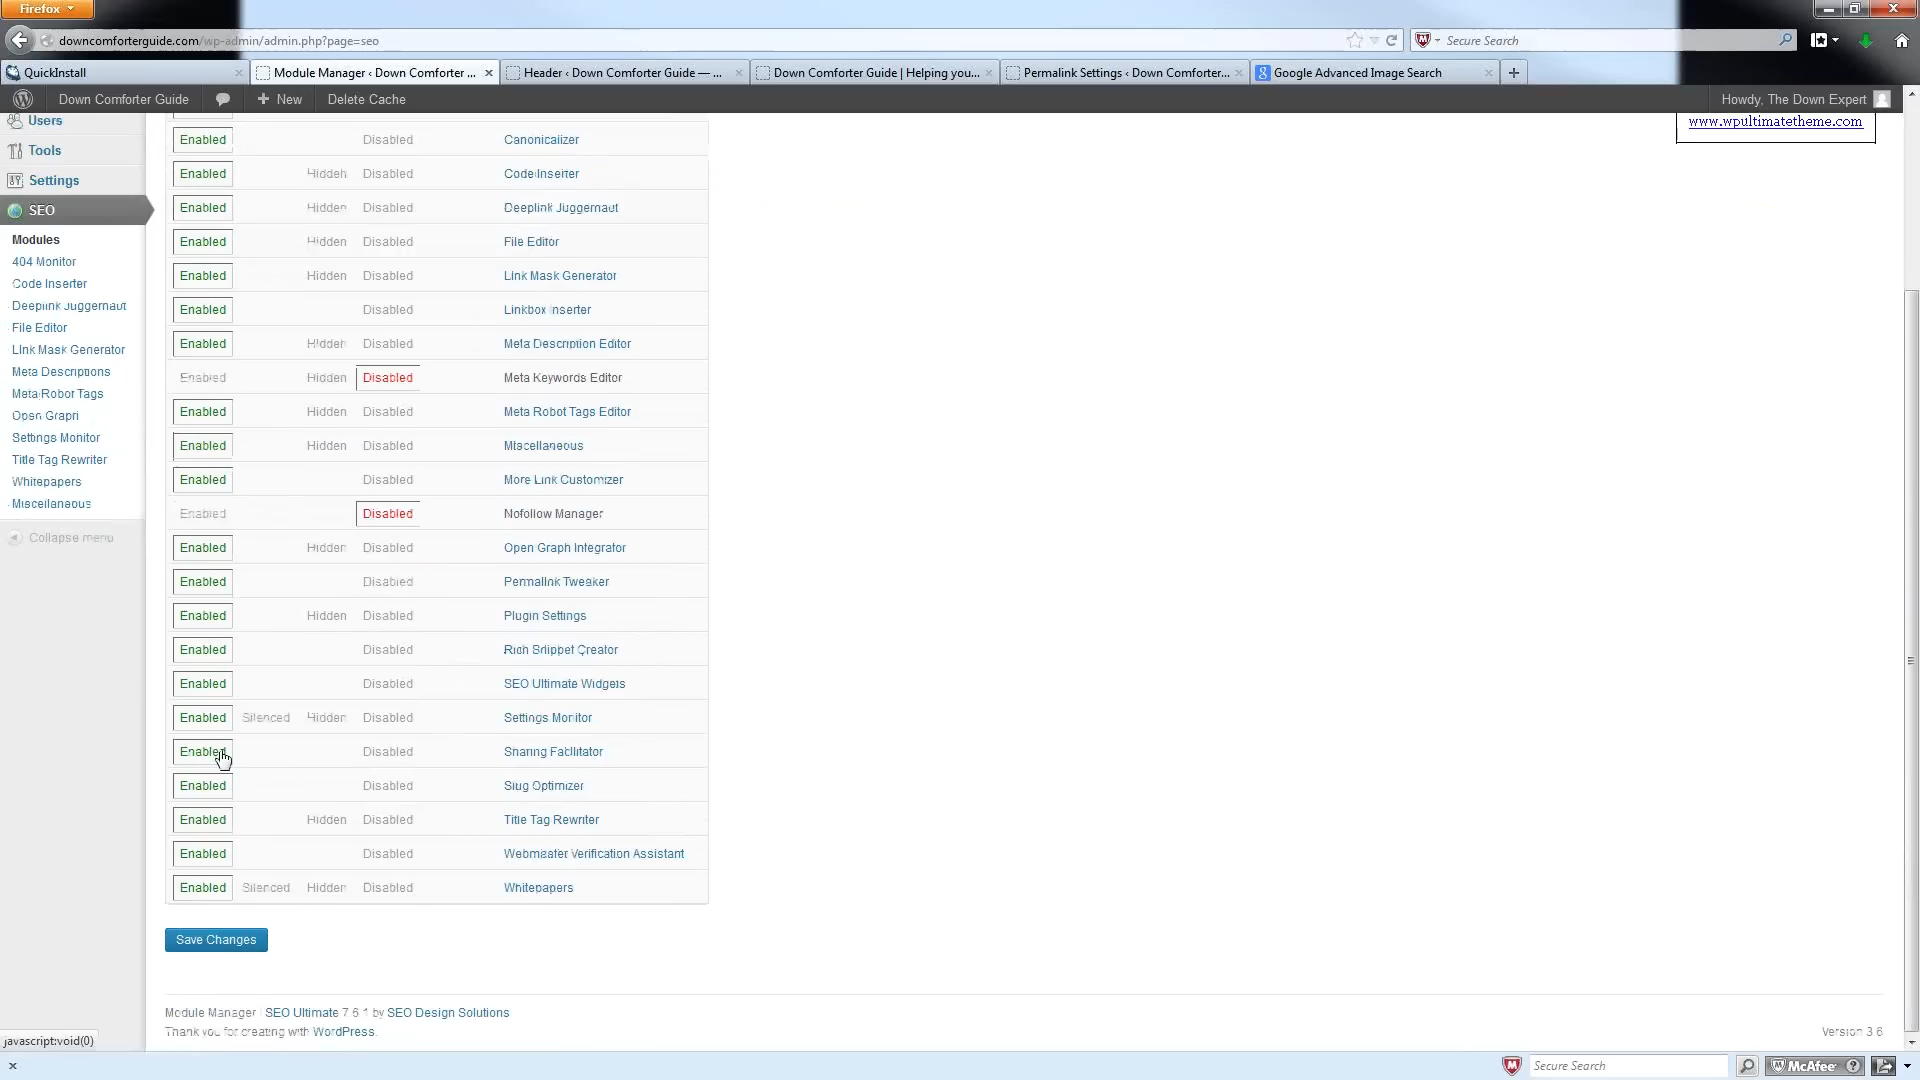 Firefox
downcomforterguide.com/wp-admin/admin.php?page=seo
Secure Search
QuickInstall
Module Manager ‹ Down Comforter ...
Header ‹ Down Comforter Guide — ...
Down Comforter Guide | Helping you...
Permalink Settings ‹ Down Comforter...
Google Advanced Image Search
Down Comforter Guide
New
Delete Cache
Howdy, The Down Expert
www.wpultimatetheme.com
Users
Tools
Settings
SEO
Modules
404 Monitor
Code Inserter
Deeplink Juggernaut
File Editor
Link Mask Generator
Meta Descriptions
Meta Robot Tags
Open Graph
Settings Monitor
Title Tag Rewriter
Whitepapers
Miscellaneous
Collapse menu
Enabled Disabled Canonicalizer
Enabled Hidden Disabled Code Inserter
Enabled Hidden Disabled Deeplink Juggernaut
Enabled Hidden Disabled File Editor
Enabled Hidden Disabled Link Mask Generator
Enabled Disabled Linkbox Inserter
Enabled Hidden Disabled Meta Description Editor
Enabled Hidden Disabled Meta Keywords Editor
Enabled Hidden Disabled Meta Robot Tags Editor
Enabled Hidden Disabled Miscellaneous
Enabled Disabled More Link Customizer
Enabled Disabled Nofollow Manager
Enabled Hidden Disabled Open Graph Integrator
Enabled Disabled Permalink Tweaker
Enabled Hidden Disabled Plugin Settings
Enabled Disabled Rich Snippet Creator
Enabled Disabled SEO Ultimate Widgets
Enabled Silenced Hidden Disabled Settings Monitor
Enabled Disabled Sharing Facilitator
Enabled Disabled Slug Optimizer
Enabled Hidden Disabled Title Tag Rewriter
Enabled Disabled Webmaster Verification Assistant
Enabled Silenced Hidden Disabled Whitepapers
Save Changes
Module Manager | SEO Ultimate 7.6.1 by SEO Design Solutions
Thank you for creating with WordPress.
Version 3.6
javascript:void(0)
Secure Search
McAfee